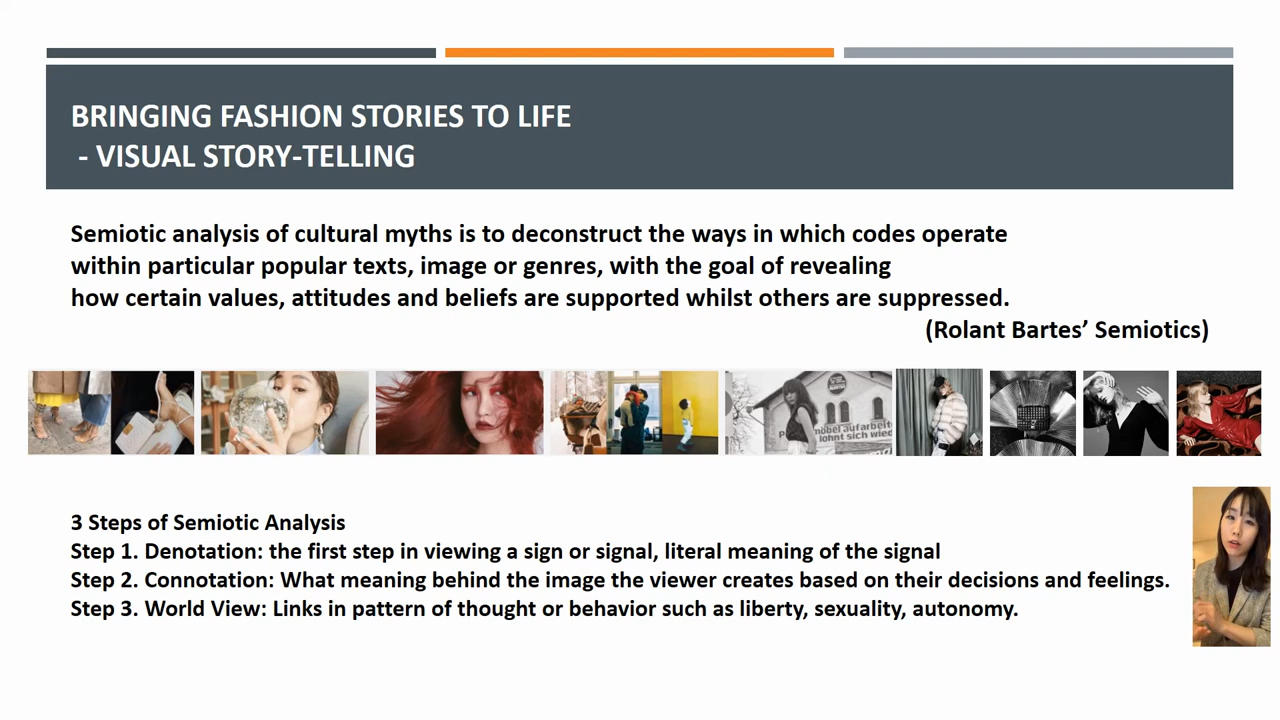 BRINGING FASHION STORIES TO LIFE
- VISUAL STORY-TELLING
Semiotic analysis of cultural myths is to deconstruct the ways in which codes operate
within particular popular texts, image or genres, with the goal of revealing
how certain values, attitudes and beliefs are supported whilst others are suppressed.
(Rolant Bartes’ Semiotics)
möbel aufarbeit
lohnt sich wied
3 Steps of Semiotic Analysis
Step 1. Denotation: the first step in viewing a sign or signal, literal meaning of the signal
Step 2. Connotation: What meaning behind the image the viewer creates based on their decisions and feelings.
Step 3. World View: Links in pattern of thought or behavior such as liberty, sexuality, autonomy.